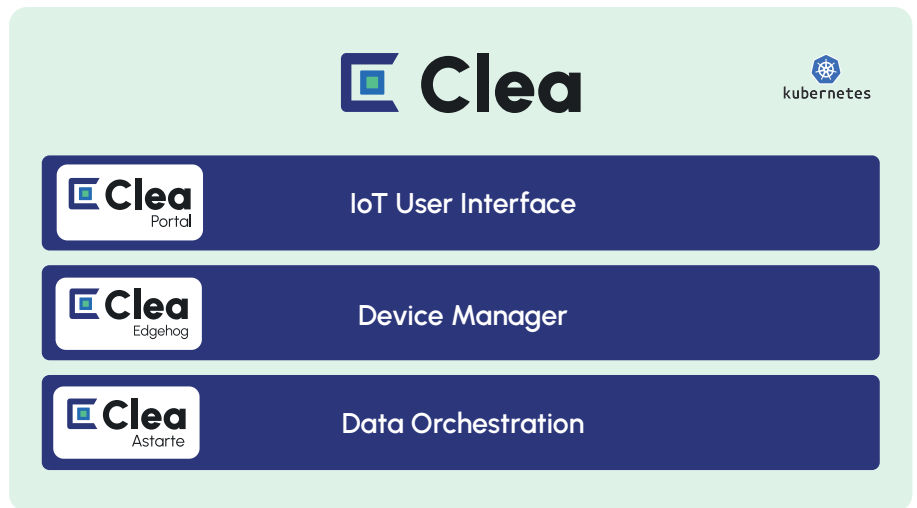 Clea
kubernetes
Clea
Portal
IoT User Interface
Clea
Edgehog
Device Manager
Clea
Astarte
Data Orchestration